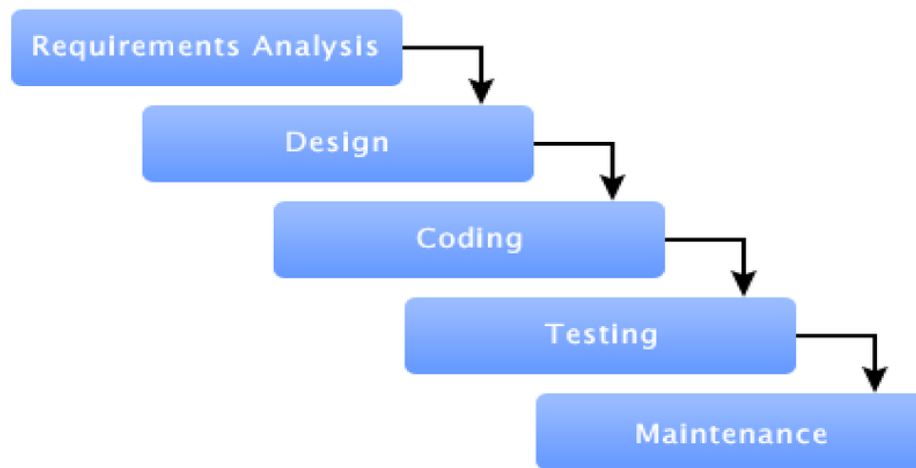 Requirements Analysis
Design
Coding
Testing
Maintenance